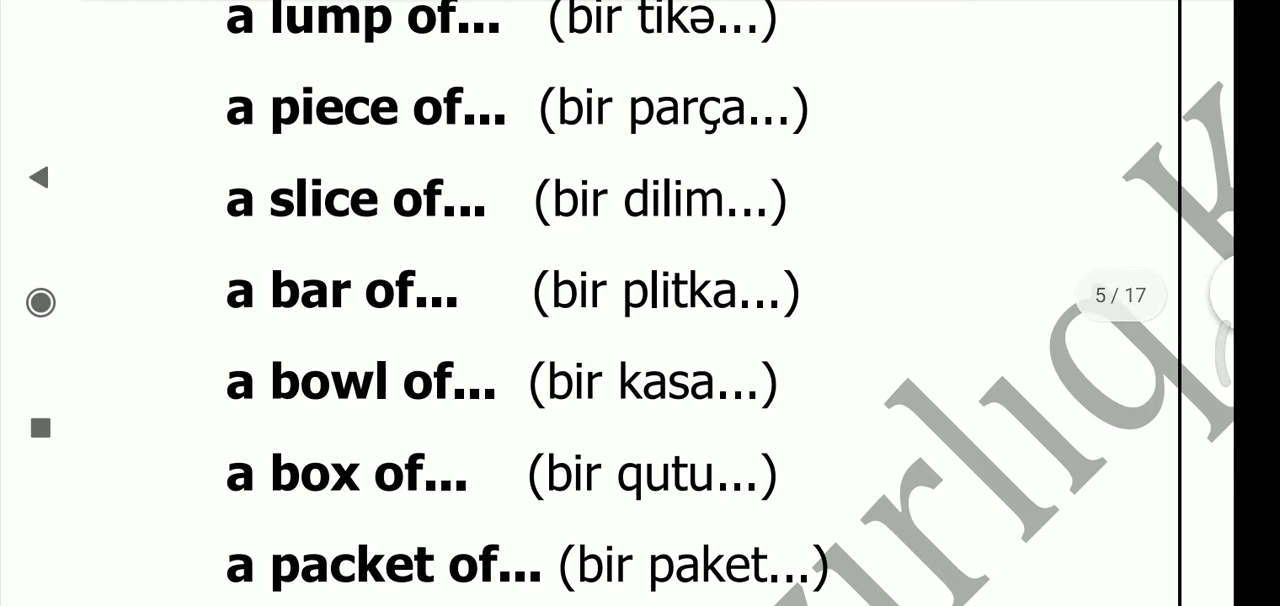 a lump of... (bir tikə...)
a piece of... (bir parça...)
a slice of... (bir dilim...)
a bar of... (bir plitka...)
5 / 17
a bowl of... (bir kasa...)
a box of... (bir qutu...)
a packet of... (bir paket...)